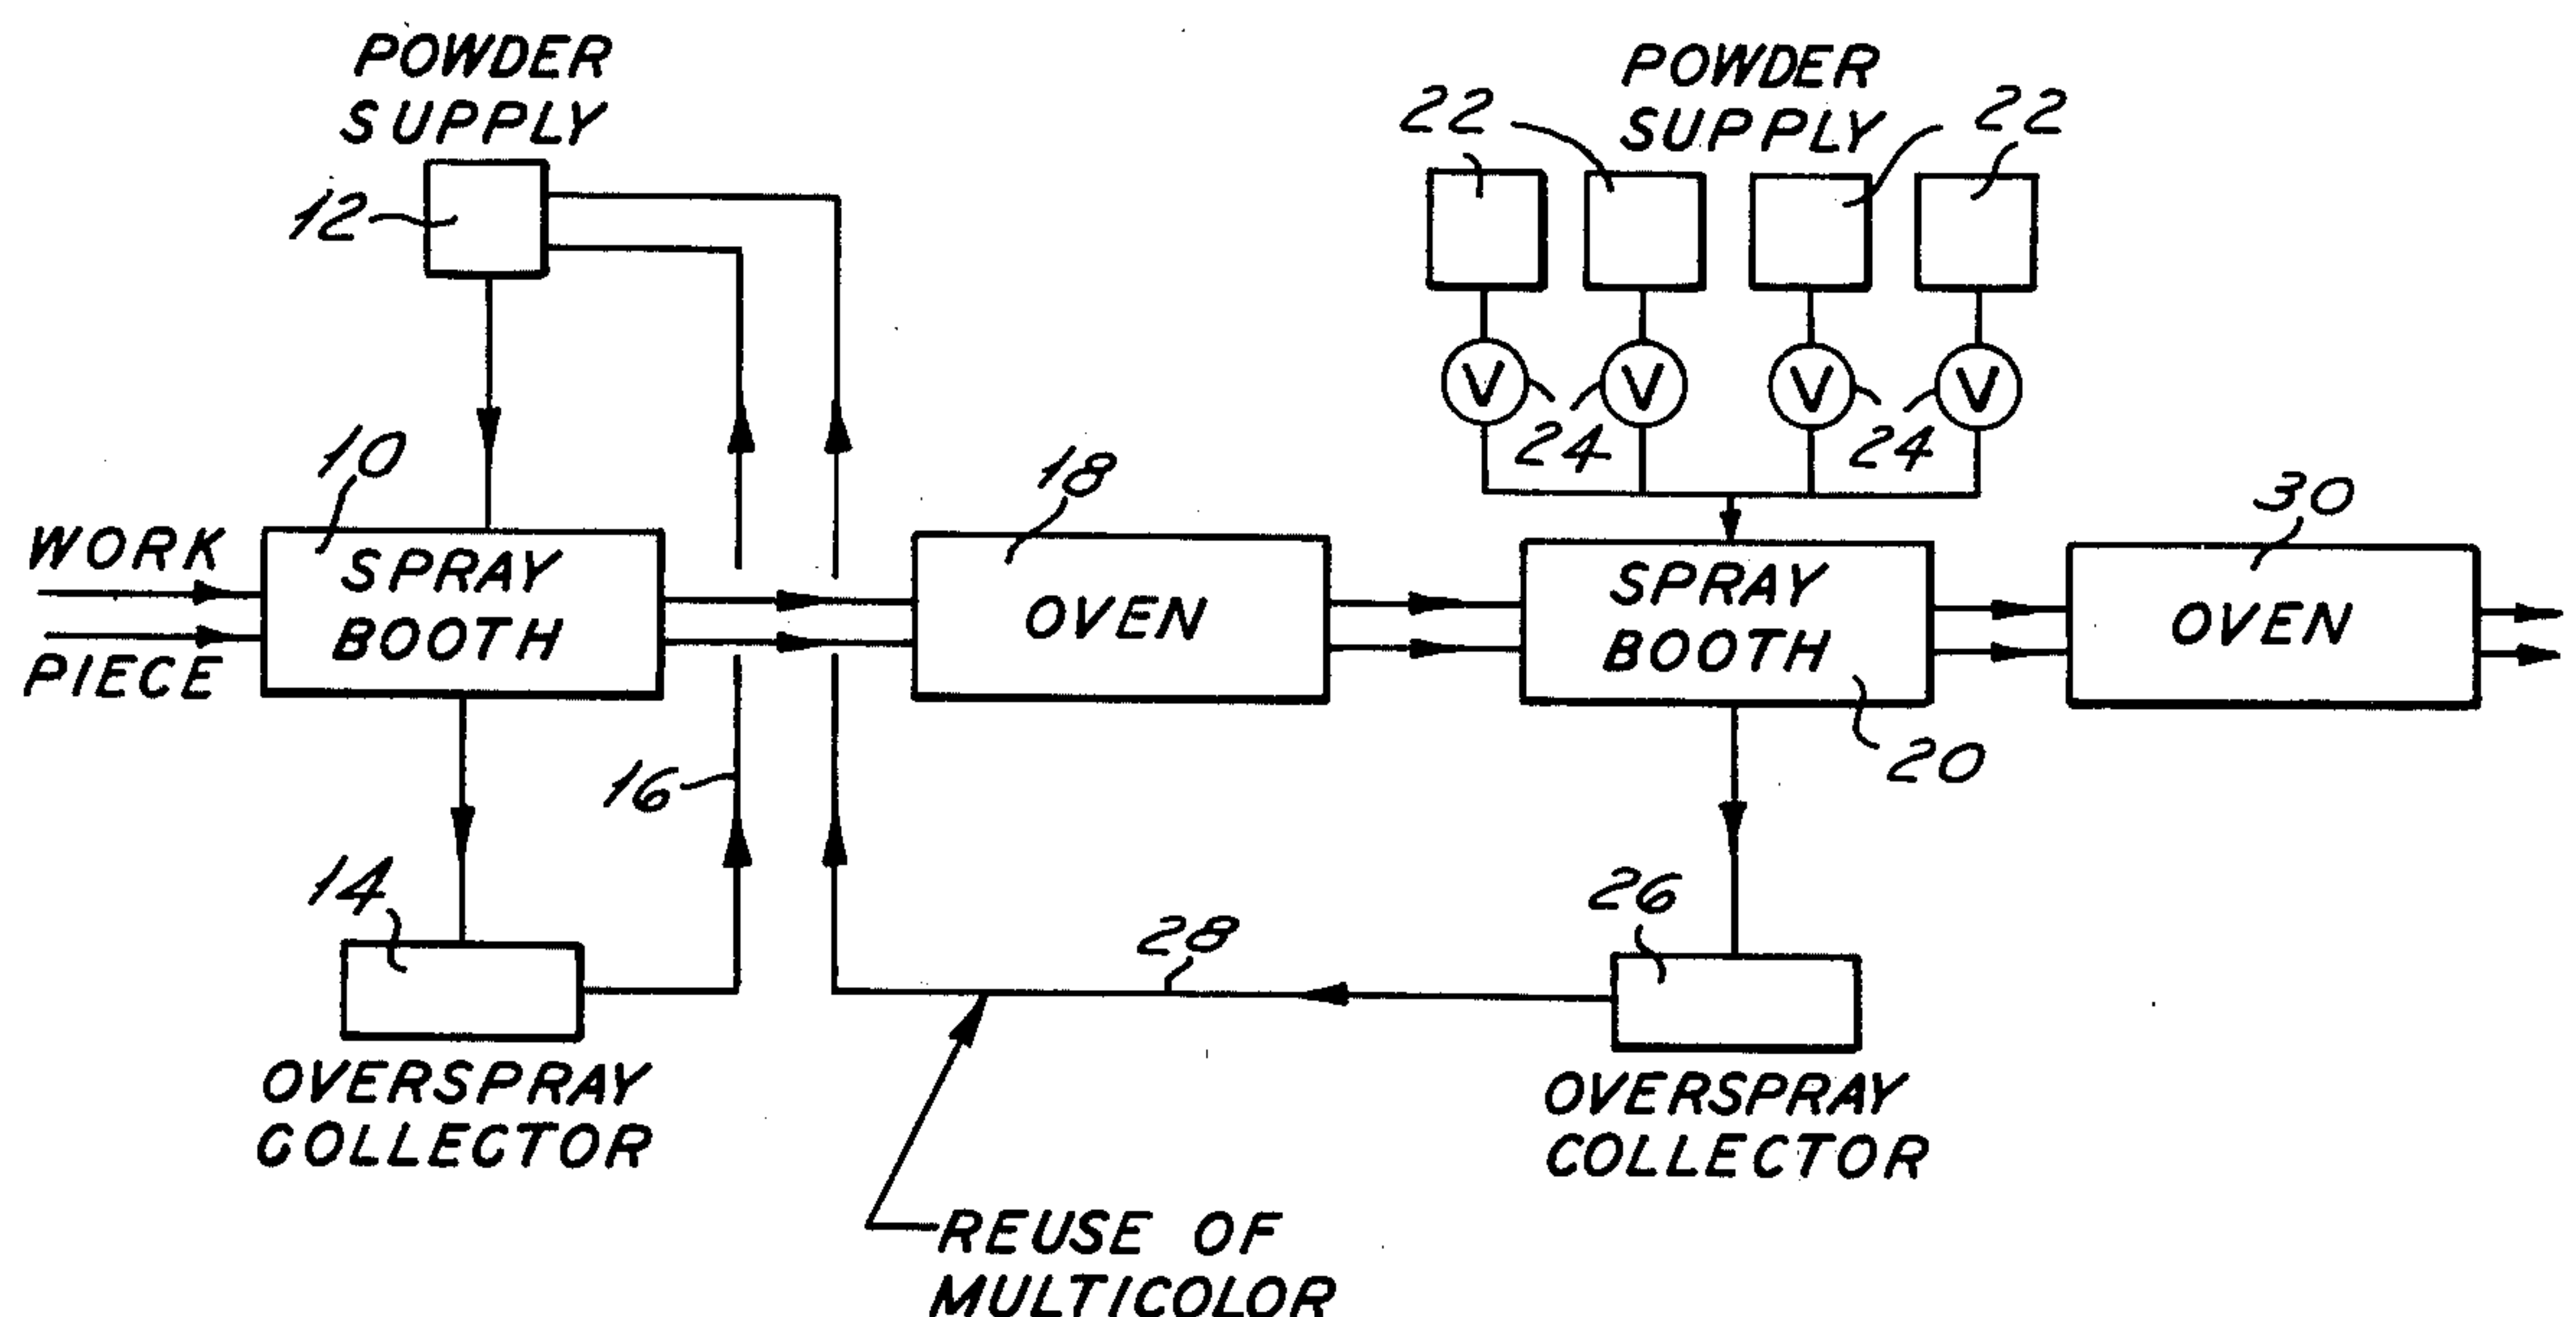 POWDER
SUPPLY
12
POWDER
SUPPLY
22
22
V
V
V
V
24
24
10
WORK
PIECE
SPRAY
BOOTH
18
OVEN
SPRAY
BOOTH
20
30
OVEN
16
14
OVERSPRAY
COLLECTOR
28
26
OVERSPRAY
COLLECTOR
REUSE OF
MULTICOLOR